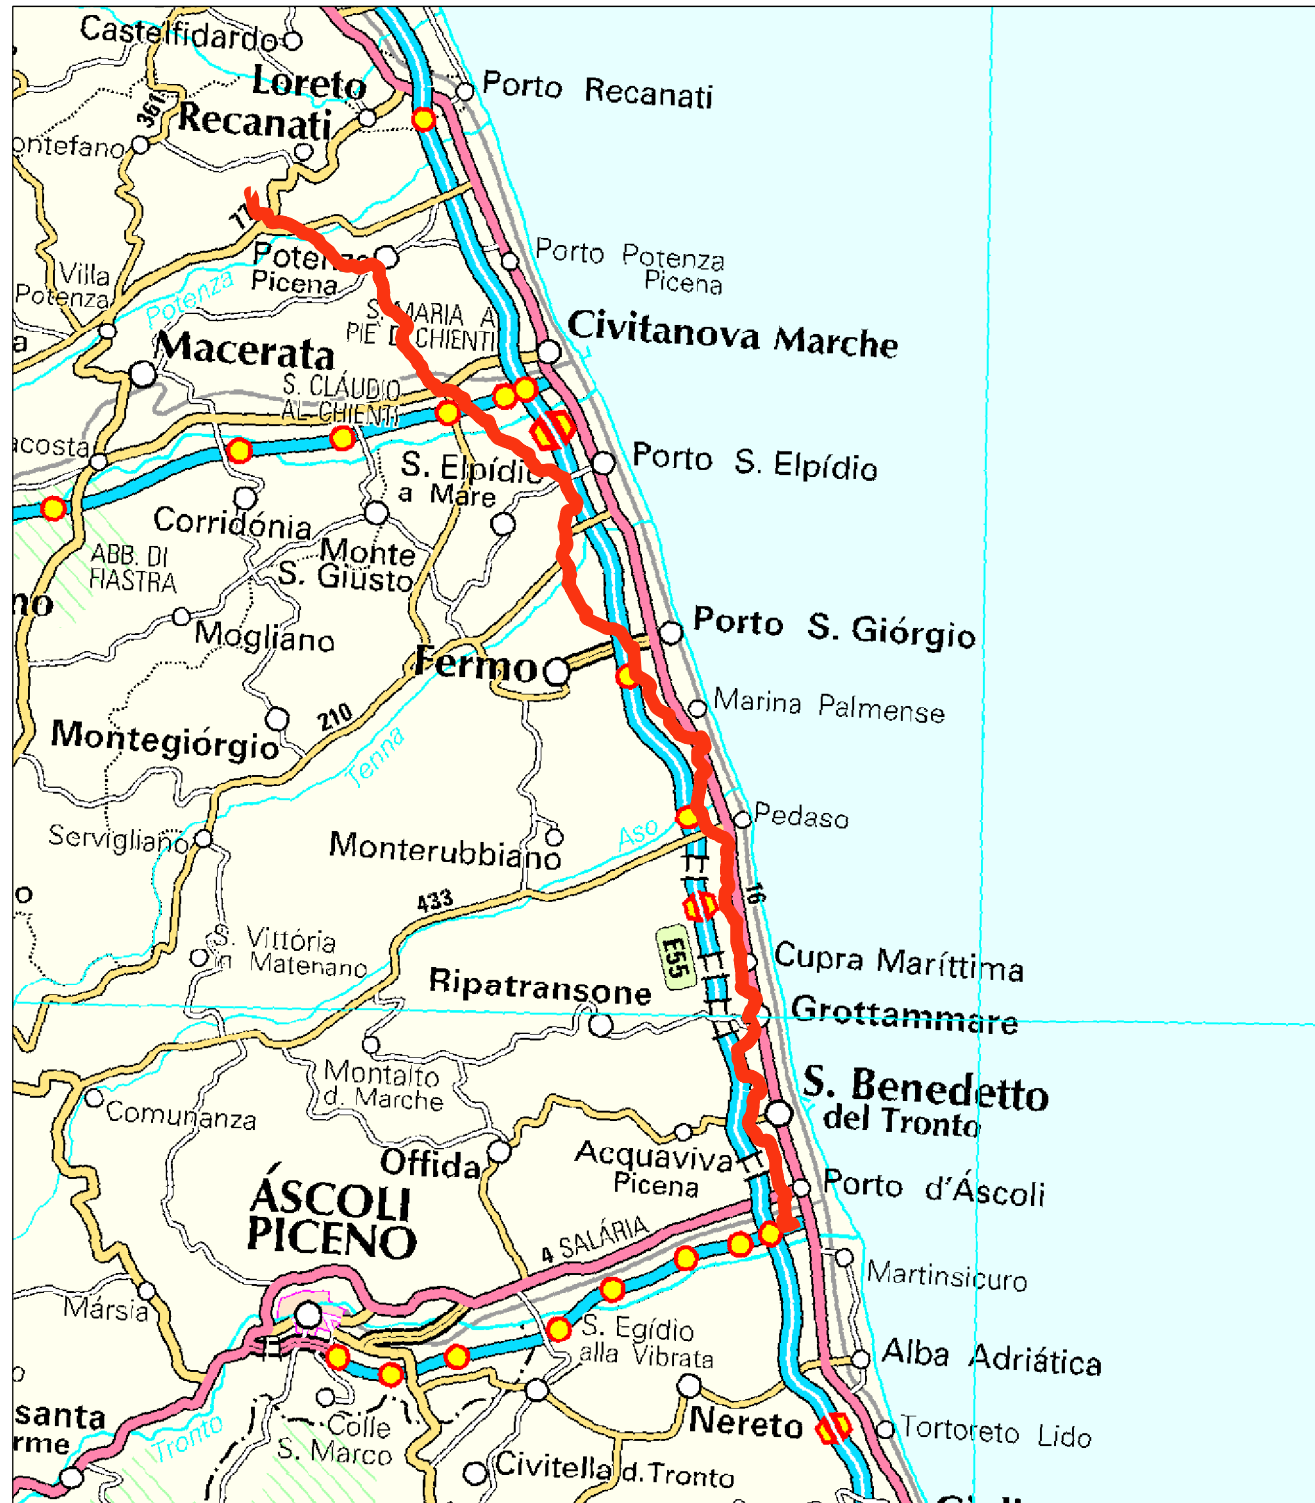 Castelfidardo
Loreto
Porto Recanati
361
Recanati
ontefano
77
Potenza
Picena
Porto Potenza
Picena
Villa
Potenza
Potenza
S. MARIA A
PIE D CHIENTI
Civitanova Marche
a
Macerata
S. CLÁUDIO
AL CHIENTI
acosta
S. Elpídio
a Mare
Porto S. Elpídio
Corridónia
Monte
S. Giusto
ABB. DI
FIASTRA
no
Mogliano
Porto S. Giórgio
Fermo
Marina Palmense
210
Montegiórgio
Tenna
Pedaso
Aso
Servigliano
Monterubbiano
o
433
16
S. Vittória
in Matenano
E55
Cupra Maríttima
Ripatransone
Grottammare
Montalto
d. Marche
S. Benedetto
del Tronto
Comunanza
Offida
Acquaviva
Picena
Porto d'Áscoli
ÁSCOLI
PICENO
4 SALÁRIA
Martinsicuro
Mársia
S. Egídio
alla Vibrata
Alba Adriática
o
santa
rme
Tronto
Colle
S. Marco
Nereto
Tortoreto Lido
Civitella d. Tronto